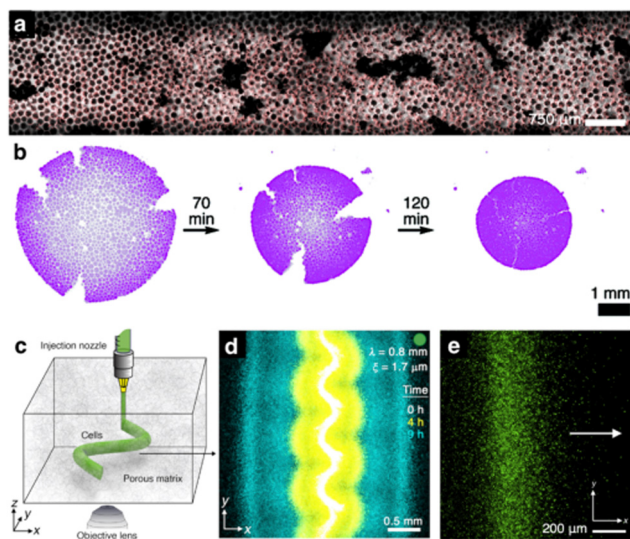 a
750 μm
b
70
min
120
min
1 mm
c
Injection nozzle
Cells
Porous matrix
z
y
x
Objective lens
d
λ = 0.8 mm
ξ = 1.7 μm
Time
0 h
4 h
9 h
y
x
0.5 mm
e
y
x
200 μm